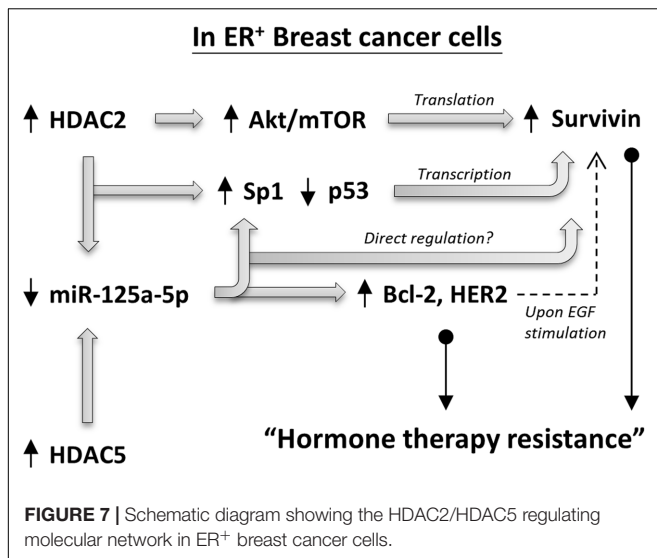 In ER⁺ Breast cancer cells
↑ HDAC2 ↑ Akt/mTOR Translation ↑ Survivin
↑ Sp1 ↓ p53 Transcription
Direct regulation?
↓ miR-125a-5p ↑ Bcl-2, HER2
Upon EGF
stimulation
↑ HDAC5 “Hormone therapy resistance”
FIGURE 7 | Schematic diagram showing the HDAC2/HDAC5 regulating
molecular network in ER⁺ breast cancer cells.